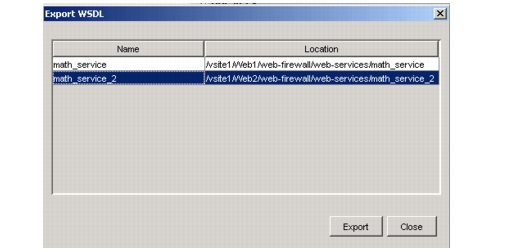 Export WSDL
Name Location
math_service /vsite1/Web1/web-firewall/web-services/math_service
math_service_2 /vsite1/Web2/web-firewall/web-services/math_service_2
Export Close